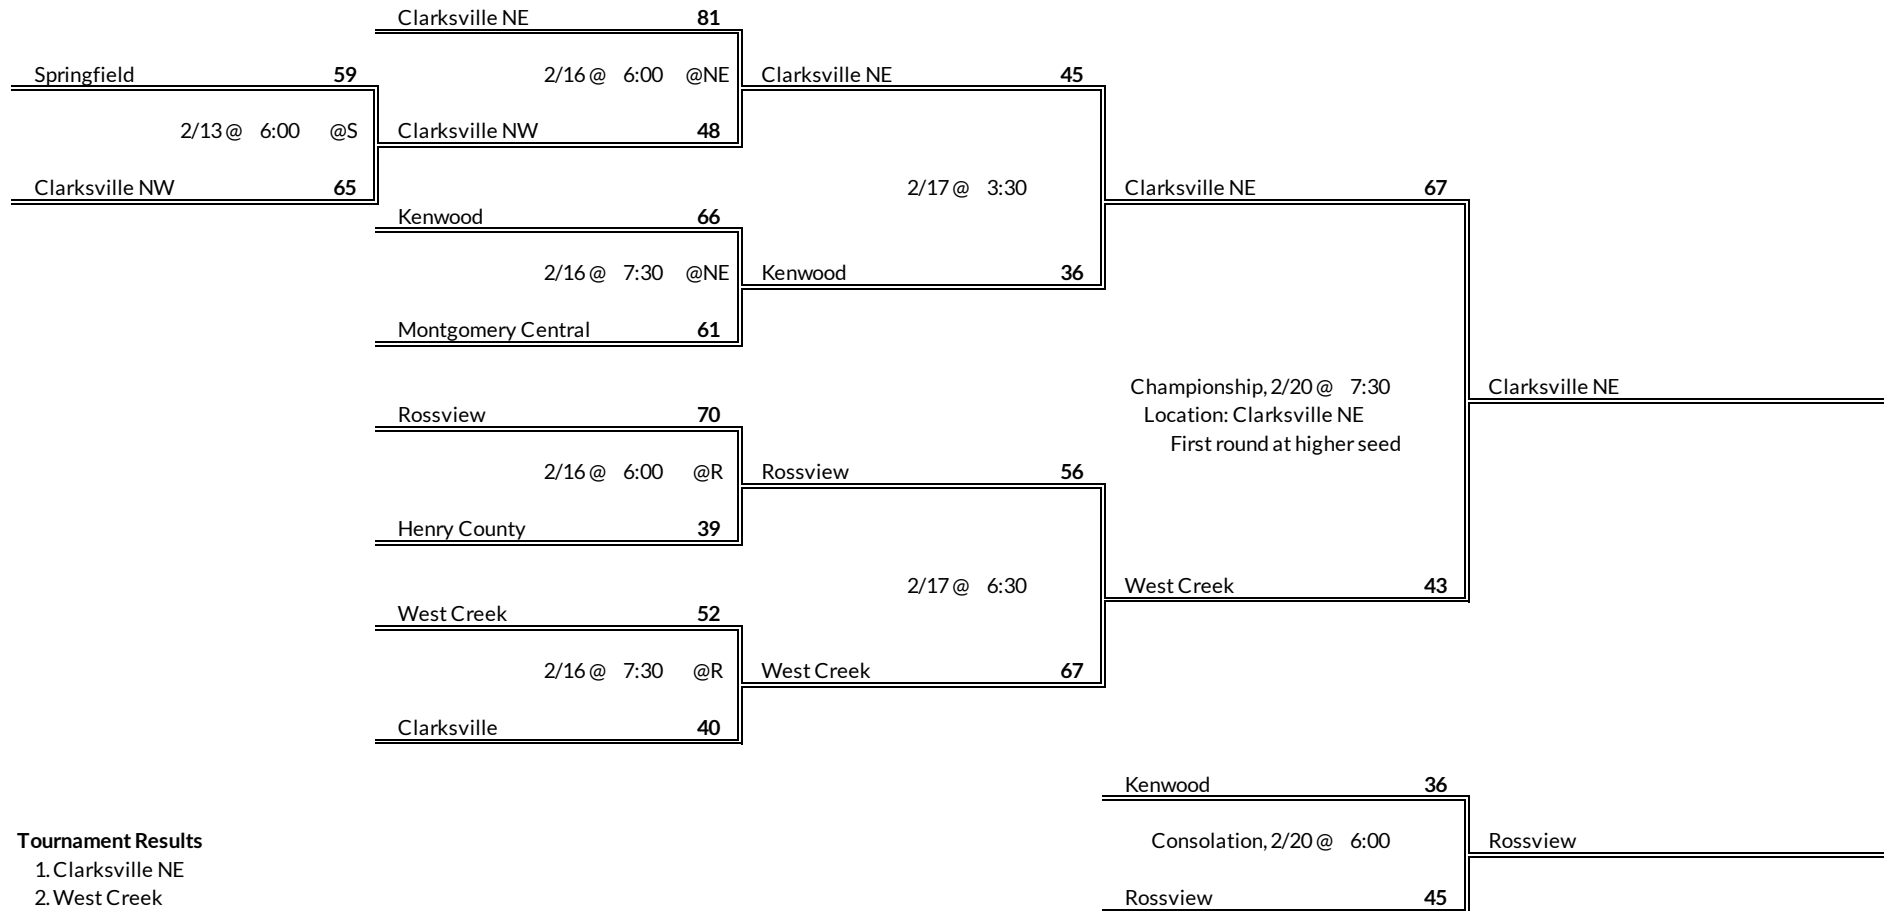 Clarksville NE 81
Springfield 59 2/16 @ 6:00 @NE Clarksville NE 45
2/13 @ 6:00 @S Clarksville NW 48
Clarksville NW 65 2/17 @ 3:30 Clarksville NE 67
Kenwood 66
2/16 @ 7:30 @NE Kenwood 36
Montgomery Central 61
Championship, 2/20 @ 7:30 Clarksville NE
Rossview 70 Location: Clarksville NE
First round at higher seed
2/16 @ 6:00 @R Rossview 56
Henry County 39
2/17 @ 6:30 West Creek 43
West Creek 52
2/16 @ 7:30 @R West Creek 67
Clarksville 40
Kenwood 36
Tournament Results Consolation, 2/20 @ 6:00 Rossview
1. Clarksville NE
2. West Creek Rossview 45